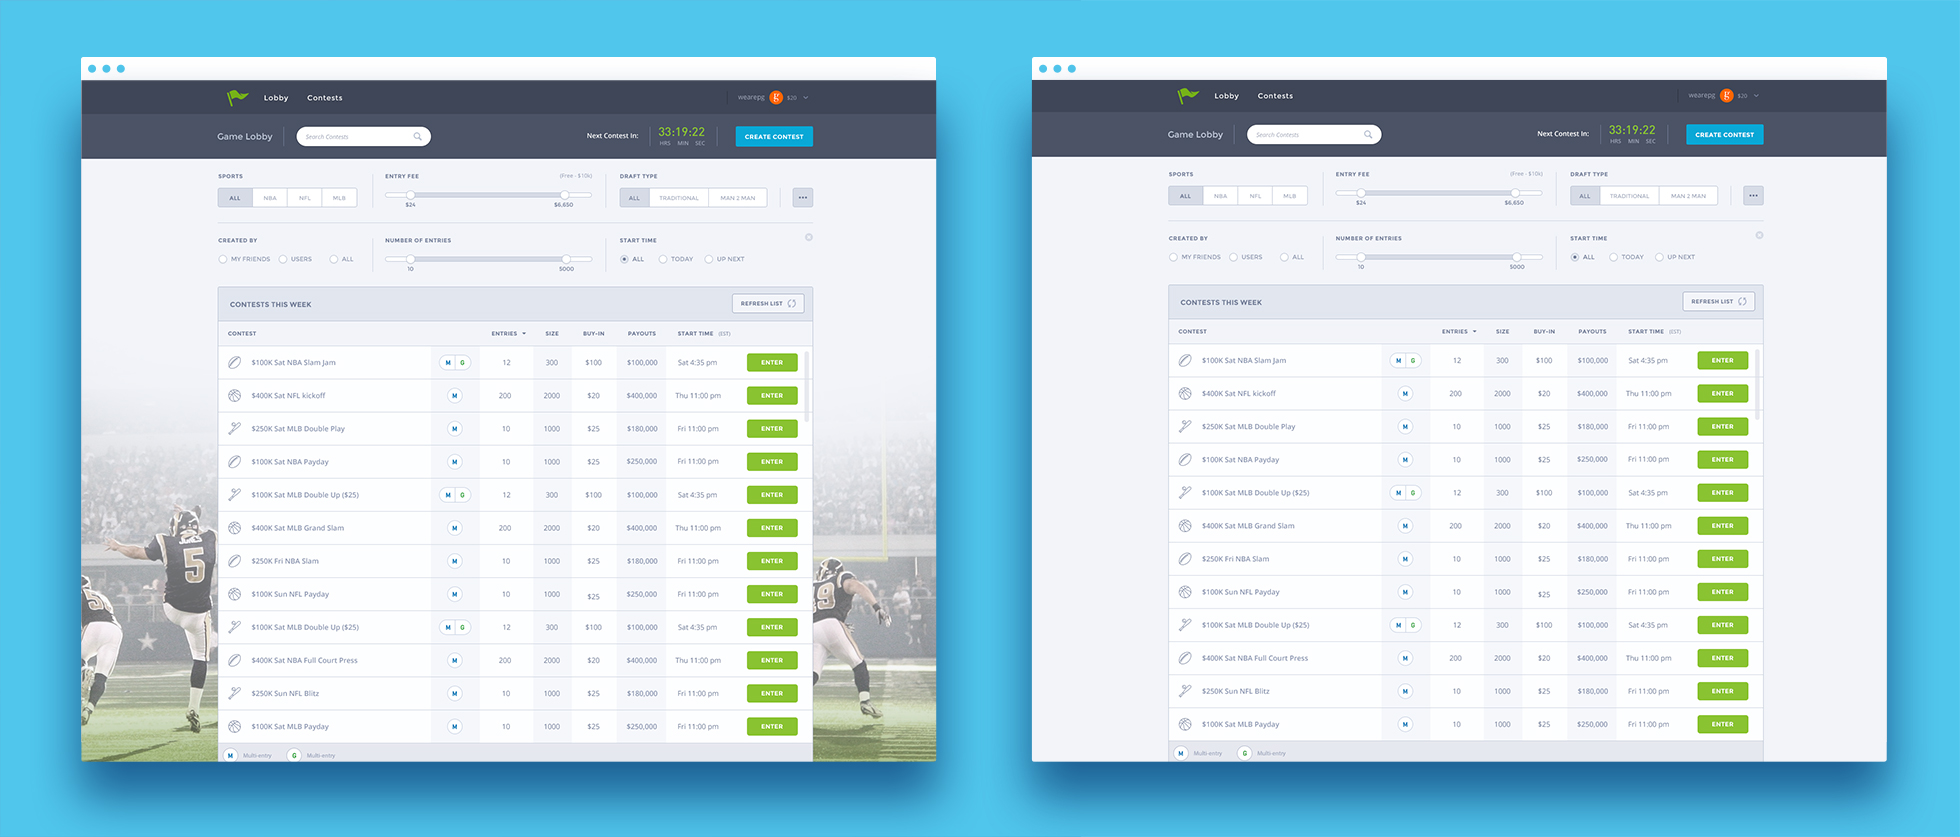 Lobby Contests wearepg g $20
Game Lobby Search Contests Next Contest In: 33:19:22 CREATE CONTEST
HRS MIN SEC
SPORTS ENTRY FEE (Free - $10k) DRAFT TYPE
ALL NBA NFL MLB ALL TRADITIONAL MAN 2 MAN •••
$24 $6,650
CREATED BY NUMBER OF ENTRIES START TIME
MY FRIENDS USERS ALL ALL TODAY UP NEXT
10 5000
CONTESTS THIS WEEK REFRESH LIST
CONTEST ENTRIES SIZE BUY-IN PAYOUTS START TIME (EST)
$100K Sat NBA Slam Jam M G 12 300 $100 $100,000 Sat 4:35 pm ENTER
$400K Sat NFL kickoff M 200 2000 $20 $400,000 Thu 11:00 pm ENTER
$250K Sat MLB Double Play M 10 1000 $25 $180,000 Fri 11:00 pm ENTER
$100K Sat NBA Payday M 10 1000 $25 $250,000 Fri 11:00 pm ENTER
$100K Sat MLB Double Up ($25) M G 12 300 $100 $100,000 Sat 4:35 pm ENTER
$400K Sat MLB Grand Slam M 200 2000 $20 $400,000 Thu 11:00 pm ENTER
$250K Fri NBA Slam M 10 1000 $25 $180,000 Fri 11:00 pm ENTER
$100K Sun NFL Payday M 10 1000 $25 $250,000 Fri 11:00 pm ENTER
$100K Sat MLB Double Up ($25) M G 12 300 $100 $100,000 Sat 4:35 pm ENTER
$400K Sat NBA Full Court Press M 200 2000 $20 $400,000 Thu 11:00 pm ENTER
$250K Sun NFL Blitz M 10 1000 $25 $180,000 Fri 11:00 pm ENTER
$100K Sat MLB Payday M 10 1000 $25 $250,000 Fri 11:00 pm ENTER
M Multi-entry G Multi-entry
JONES
5
9
Lobby Contests wearepg g $20
Game Lobby Search Contests Next Contest In: 33:19:22 CREATE CONTEST
HRS MIN SEC
SPORTS ENTRY FEE (Free - $10k) DRAFT TYPE
ALL NBA NFL MLB ALL TRADITIONAL MAN 2 MAN •••
$24 $6,650
CREATED BY NUMBER OF ENTRIES START TIME
MY FRIENDS USERS ALL ALL TODAY UP NEXT
10 5000
CONTESTS THIS WEEK REFRESH LIST
CONTEST ENTRIES SIZE BUY-IN PAYOUTS START TIME (EST)
$100K Sat NBA Slam Jam M G 12 300 $100 $100,000 Sat 4:35 pm ENTER
$400K Sat NFL kickoff M 200 2000 $20 $400,000 Thu 11:00 pm ENTER
$250K Sat MLB Double Play M 10 1000 $25 $180,000 Fri 11:00 pm ENTER
$100K Sat NBA Payday M 10 1000 $25 $250,000 Fri 11:00 pm ENTER
$100K Sat MLB Double Up ($25) M G 12 300 $100 $100,000 Sat 4:35 pm ENTER
$400K Sat MLB Grand Slam M 200 2000 $20 $400,000 Thu 11:00 pm ENTER
$250K Fri NBA Slam M 10 1000 $25 $180,000 Fri 11:00 pm ENTER
$100K Sun NFL Payday M 10 1000 $25 $250,000 Fri 11:00 pm ENTER
$100K Sat MLB Double Up ($25) M G 12 300 $100 $100,000 Sat 4:35 pm ENTER
$400K Sat NBA Full Court Press M 200 2000 $20 $400,000 Thu 11:00 pm ENTER
$250K Sun NFL Blitz M 10 1000 $25 $180,000 Fri 11:00 pm ENTER
$100K Sat MLB Payday M 10 1000 $25 $250,000 Fri 11:00 pm ENTER
M Multi-entry G Multi-entry